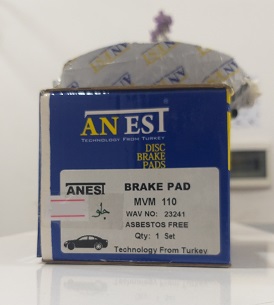 ANEST
TECHNOLOGY FROM TURKEY
DISC
BRAKE
PADS
ANEST
BRAKE PAD
MVM 110
WAV NO: 23241
ASBESTOS FREE
جلو
Qty: 1 Set
Technology From Turkey